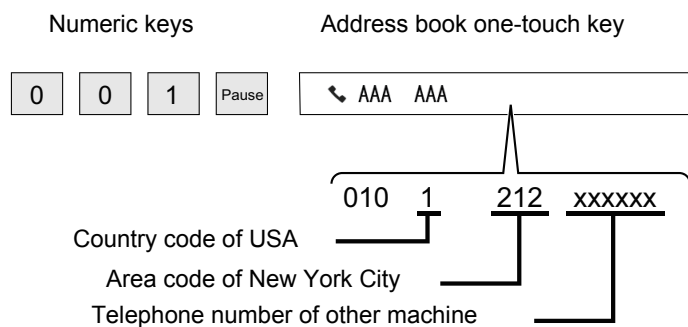 Numeric keys Address book one-touch key
0 0 1 Pause AAA AAA
010 1 212 xxxxxx
Country code of USA
Area code of New York City
Telephone number of other machine